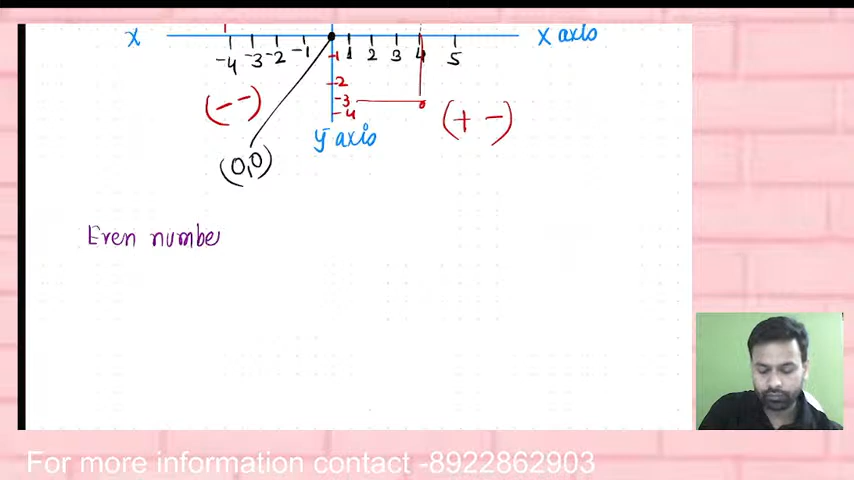 X
X axis
-4 -3 -2 -1 1 2 3 4 5
-1
-2
-3
-4
(- -)
(+ -)
y axis
(0,0)
Even numbe
For more information contact -8922862903